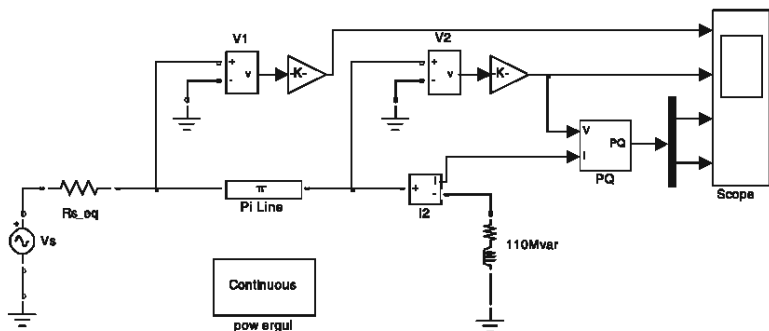 V1
V2
+
-
v
-K-
+
-
v
-K-
V
I
PQ
PQ
Scope
Rs_eq
π
Pi Line
+
I
-
I2
+
Vs
110Mvar
Continuous
pow ergui